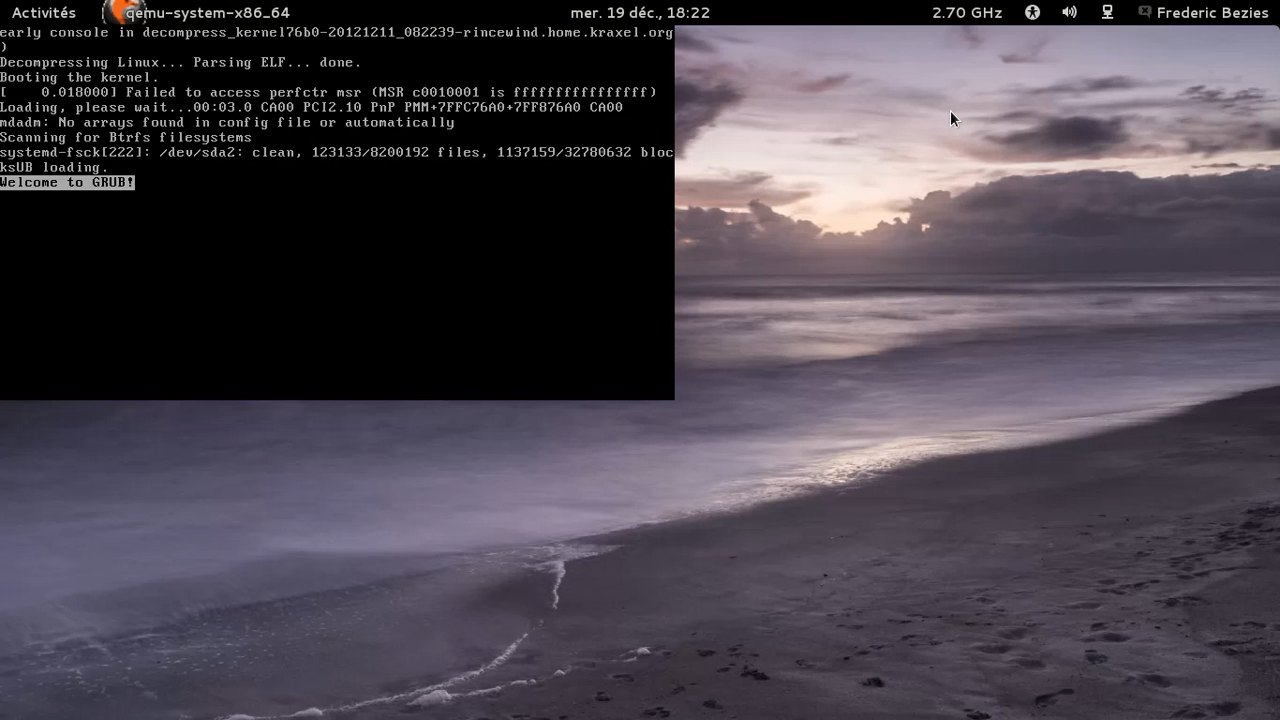 Activités qemu-system-x86_64 mer. 19 déc., 18:22 2.70 GHz Frederic Bezies
early console in decompress_kernel76b0-20121211_082239-rincewind.home.kraxel.org
)
Decompressing Linux... Parsing ELF... done.
Booting the kernel.
[    0.018000] Failed to access perfctr msr (MSR c0010001 is ffffffffffffffff)
Loading, please wait...00:03.0 CA00 PCI2.10 PnP PMM+7FFC76A0+7FF876A0 CA00
mdadm: No arrays found in config file or automatically
Scanning for Btrfs filesystems
systemd-fsck[222]: /dev/sda2: clean, 123133/8200192 files, 1137159/32780632 bloc
ksUB loading.
Welcome to GRUB!